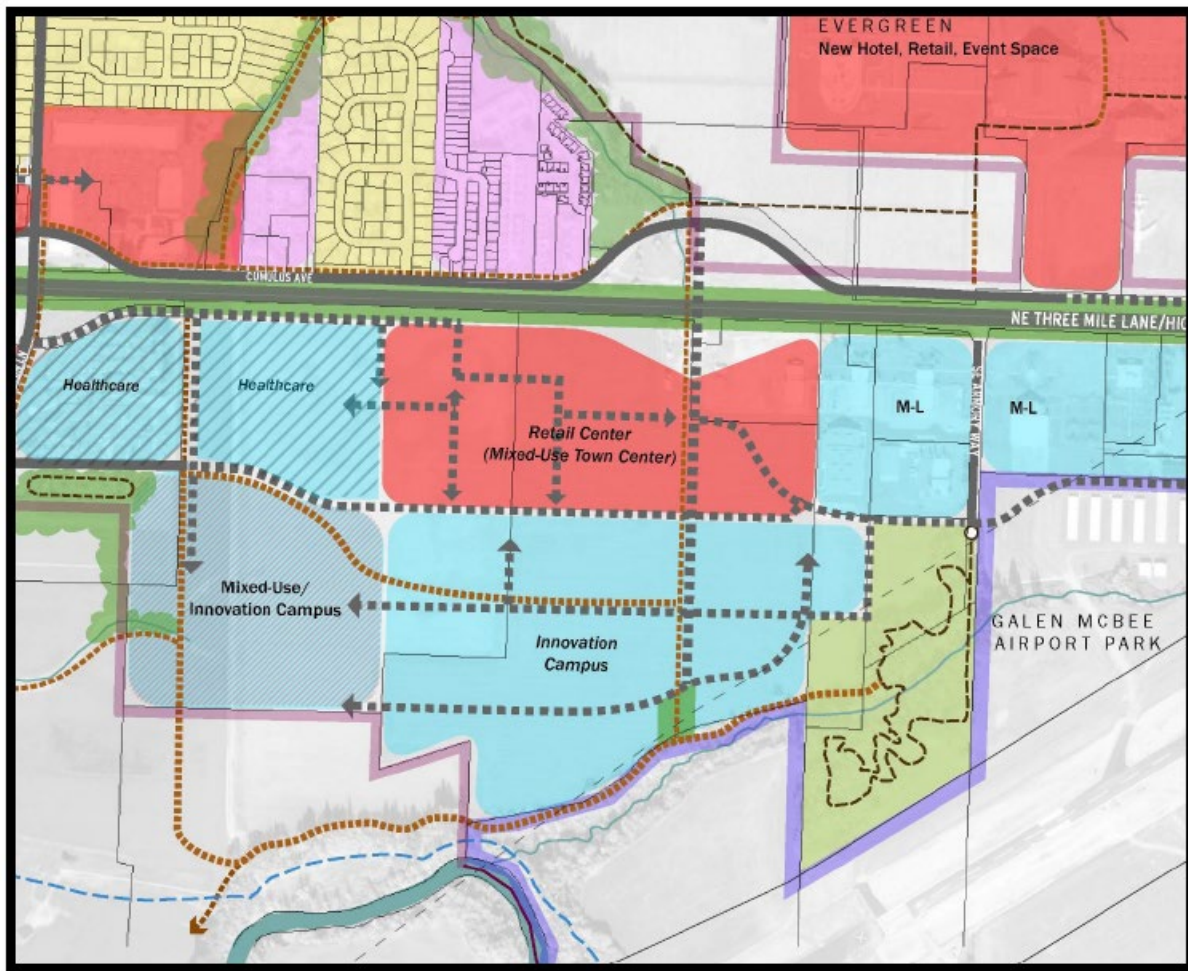 EVERGREEN
New Hotel, Retail, Event Space
CUMULUS AVE
NE THREE MILE LANE/HIG
Healthcare
Healthcare
Retail Center
(Mixed-Use Town Center)
M-L
M-L
Mixed-Use/
Innovation Campus
Innovation
Campus
GALEN MCBEE
AIRPORT PARK